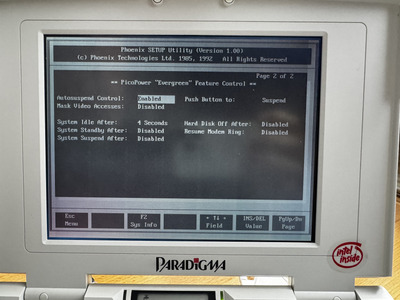 Phoenix SETUP Utility (Version 1.00)
(c) Phoenix Technologies Ltd. 1985, 1992 All Rights Reserved
Page 2 of 2
** PicoPower "Evergreen" Feature Control **
Autosuspend Control: Enabled Push Button to: Suspend
Mask Video Accesses: Disabled
System Idle After: 4 Seconds Hard Disk Off After: Disabled
System Standby After: Disabled Resume Modem Ring: Disabled
System Suspend After: Disabled
Esc F2 ← ↑↓ → INS/DEL PgUp/Dn
Menu Sys Info Field Value Page
PARADIGMA
intel inside